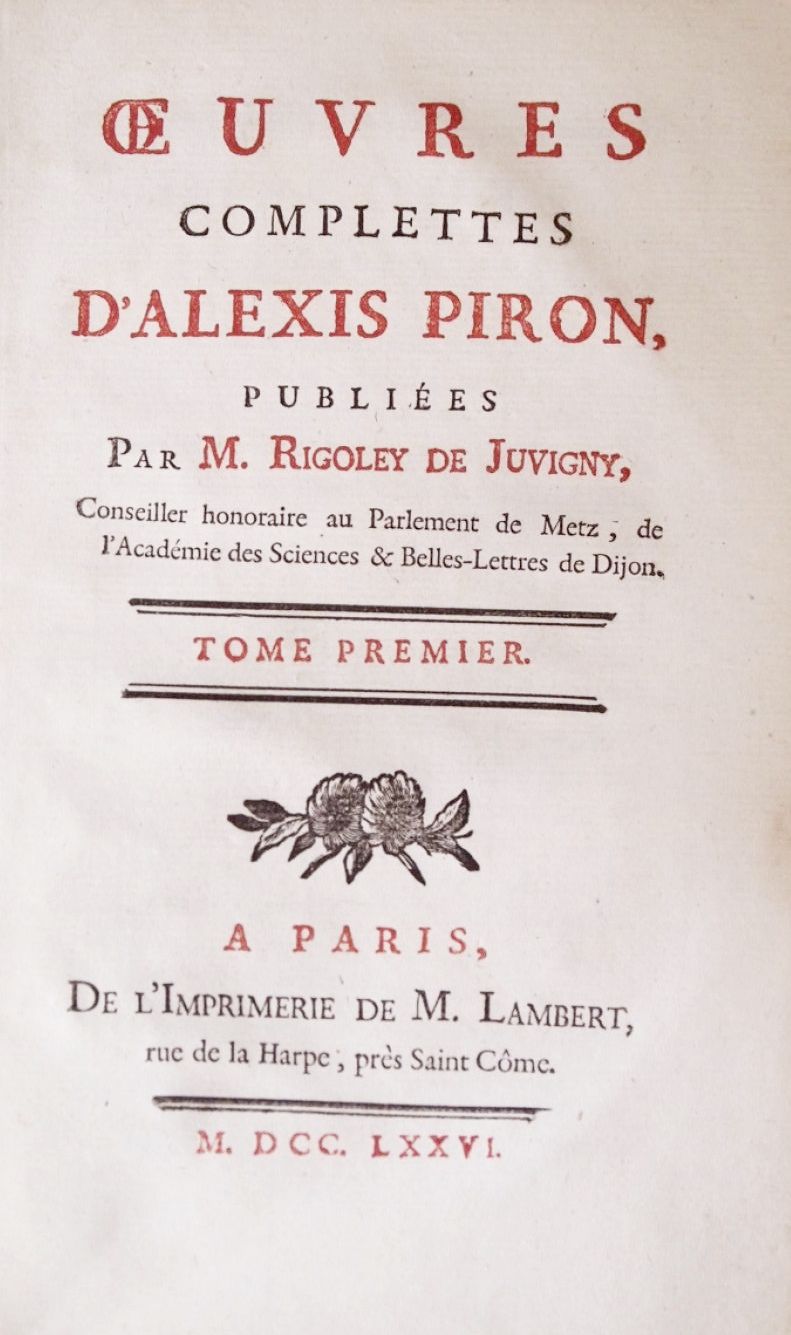 ŒUVRES
COMPLETTES
D'ALEXIS PIRON,
PUBLIÉES
PAR M. RIGOLEY DE JUVIGNY,
Conseiller honoraire au Parlement de Metz, de
l'Académie des Sciences & Belles-Lettres de Dijon.
TOME PREMIER.
A PARIS,
DE L'IMPRIMERIE DE M. LAMBERT,
rue de la Harpe, près Saint Côme.
M. DCC. LXXVI.